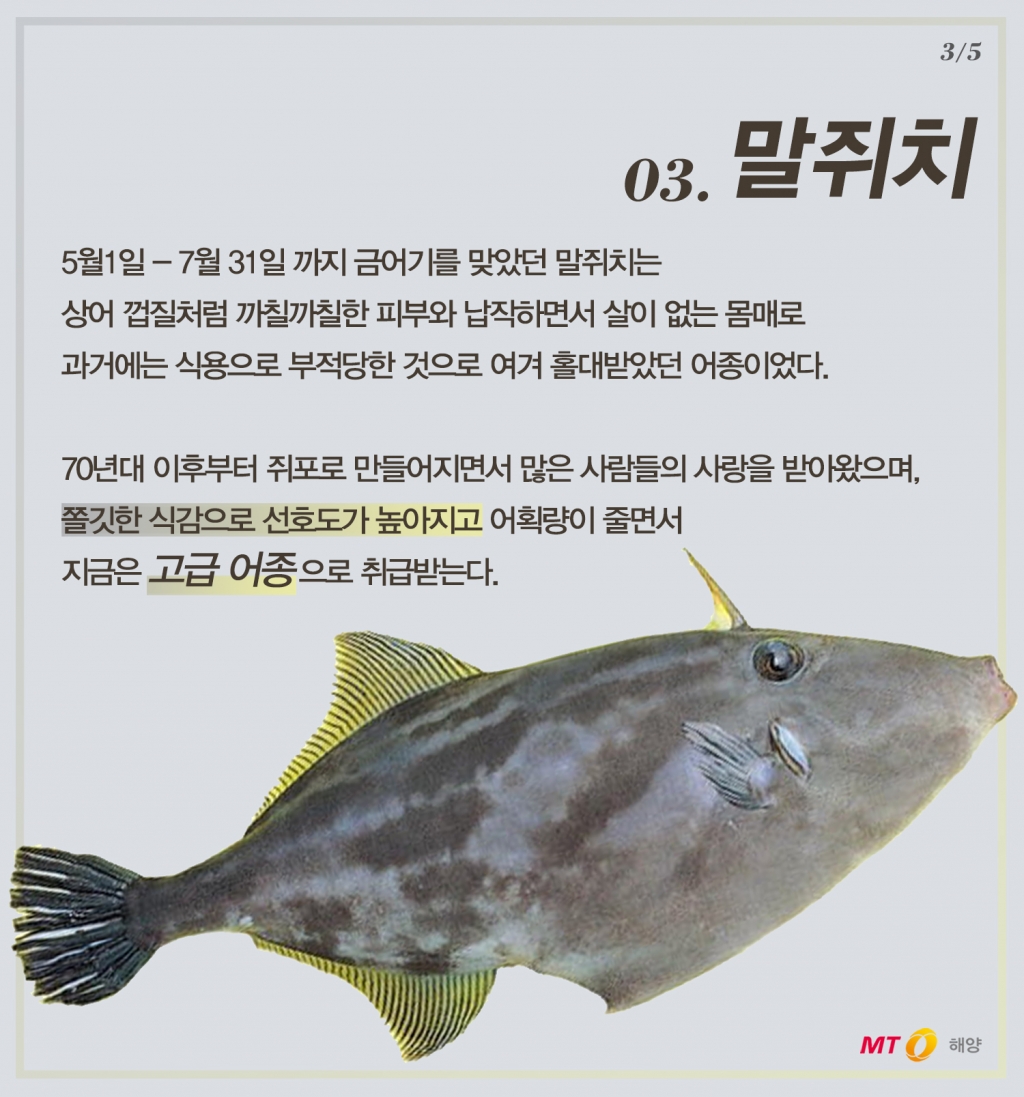 3/5
03. 말쥐치
5월1일 – 7월 31일 까지 금어기를 맞았던 말쥐치는
상어 껍질처럼 까칠까칠한 피부와 납작하면서 살이 없는 몸매로
과거에는 식용으로 부적당한 것으로 여겨 홀대받았던 어종이었다.
70년대 이후부터 쥐포로 만들어지면서 많은 사람들의 사랑을 받아왔으며,
쫄깃한 식감으로 선호도가 높아지고 어획량이 줄면서
지금은 고급 어종으로 취급받는다.
MT 해양